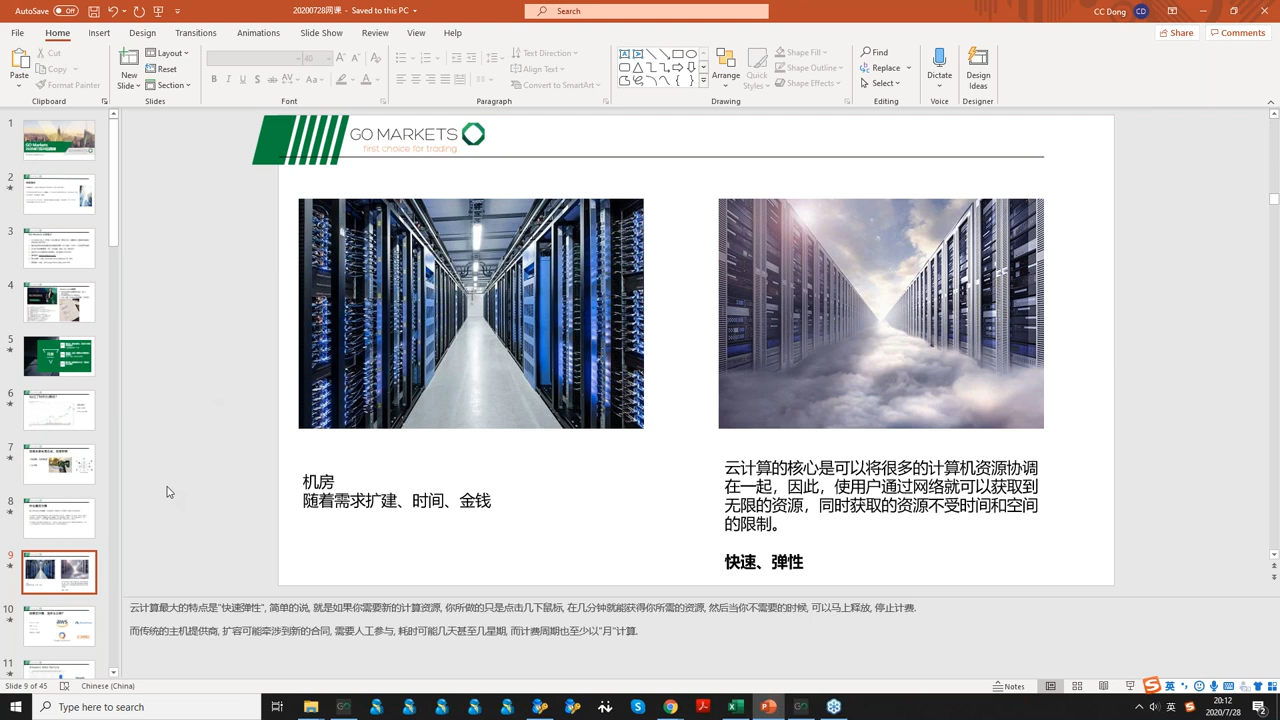 AutoSave
Off
20200728网课 - Saved to this PC
Search
CC Dong
File
Home
Insert
Design
Transitions
Animations
Slide Show
Review
View
Help
Share
Comments
Paste
Cut
Copy
Format Painter
New
Slide
Layout
Reset
Section
40
Text Direction
Align Text
Convert to SmartArt
Arrange
Quick
Styles
Shape Fill
Shape Outline
Shape Effects
Find
Replace
Select
Dictate
Design
Ideas
Clipboard
Slides
Font
Paragraph
Drawing
Editing
Voice
Designer
1
2
3
4
5
6
7
8
9
10
11
GO MARKETS
first choice for trading
机房
随着需求扩建、时间、金钱
云计算的核心是可以将很多的计算机资源协调
在一起，因此，使用户通过网络就可以获取到
无限的资源，同时获取的资源不受时间和空间
的限制。
快速、弹性
云计算最大的特点是"快速弹性", 简单的说, 就是如果你需要新的计算资源, 你所做的只是点击几下鼠标, 在几分钟就能获得你所需的资源, 然后当你不需要的时候, 可以马上释放, 停止计费.
而传统的主机提供商, 扩容可能牵涉到新的合同, 需要人工参与, 耗时可能几天甚至几星期, 而计费周期也至少以"月"计算.
Slide 9 of 45
Chinese (China)
Notes
Type here to search
英
20:12
2020/7/28